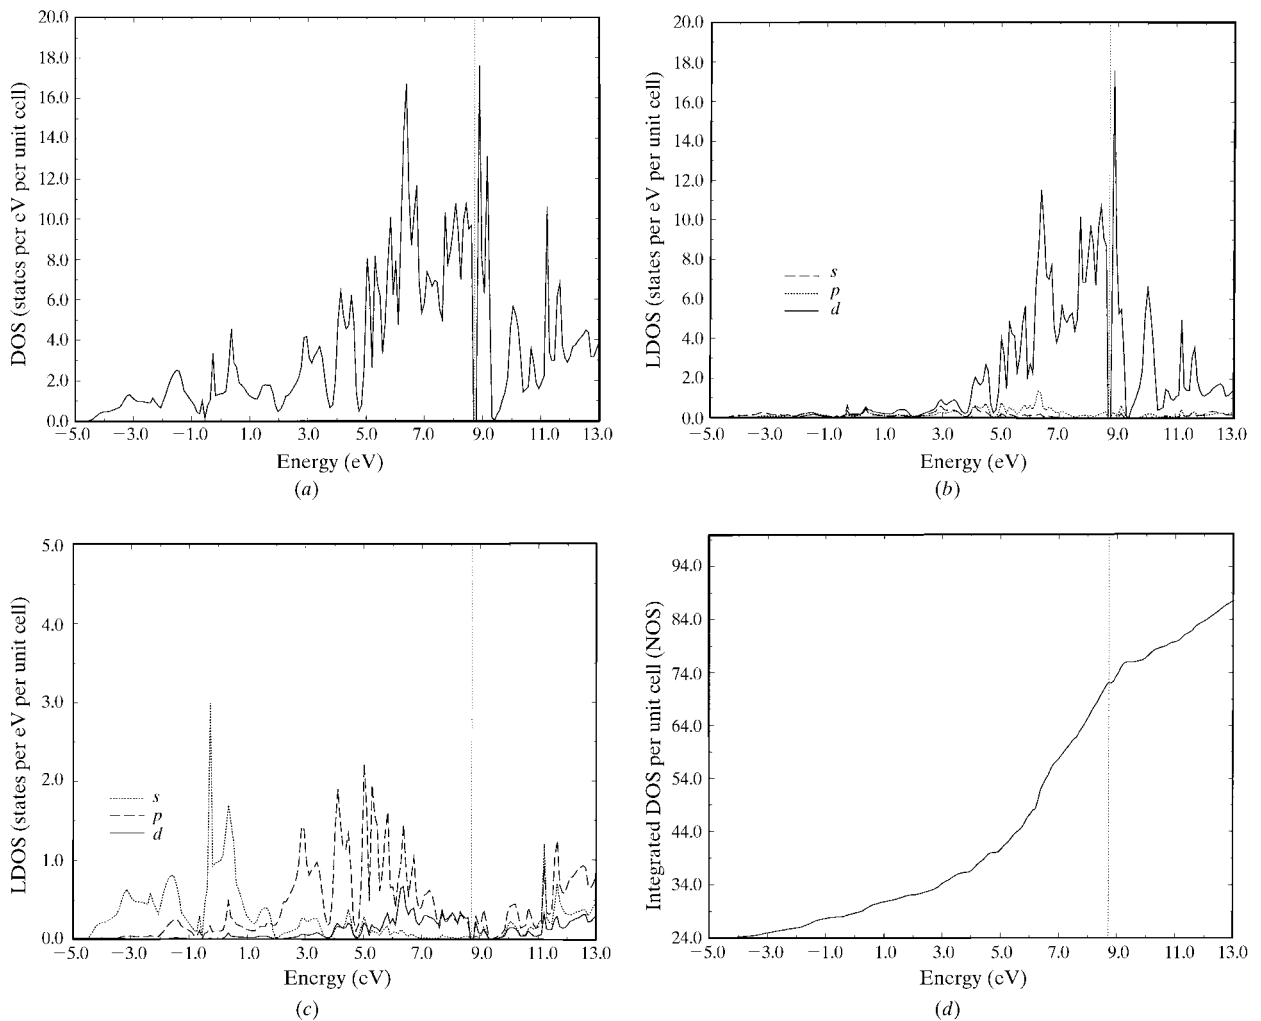 DOS (states per eV per unit cell)
20.0
18.0
16.0
14.0
12.0
10.0
8.0
6.0
4.0
2.0
0.0
−5.0 −3.0 −1.0 1.0 3.0 5.0 7.0 9.0 11.0 13.0
Energy (eV)
(a)
LDOS (states per eV per unit cell)
20.0
18.0
16.0
14.0
12.0
10.0
8.0
6.0
4.0
2.0
0.0
s
p
d
−5.0 −3.0 −1.0 1.0 3.0 5.0 7.0 9.0 11.0 13.0
Energy (eV)
(b)
LDOS (states per eV per unit cell)
5.0
4.0
3.0
2.0
1.0
0.0
s
p
d
−5.0 −3.0 −1.0 1.0 3.0 5.0 7.0 9.0 11.0 13.0
Energy (eV)
(c)
Integrated DOS per unit cell (NOS)
94.0
84.0
74.0
64.0
54.0
44.0
34.0
24.0
−5.0 −3.0 −1.0 1.0 3.0 5.0 7.0 9.0 11.0 13.0
Energy (eV)
(d)